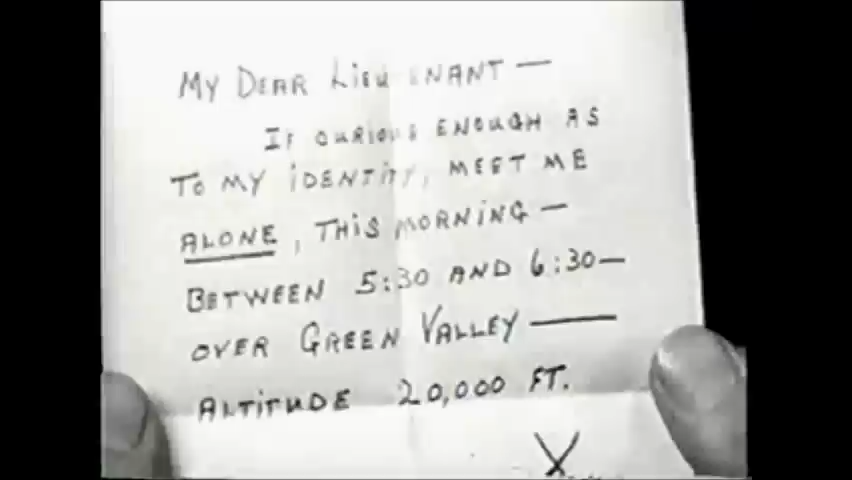 My Dear Lieutenant —
If curious enough as
to my identity, meet me
alone, this morning —
Between 5:30 and 6:30—
over Green Valley —
Altitude 20,000 ft.
X